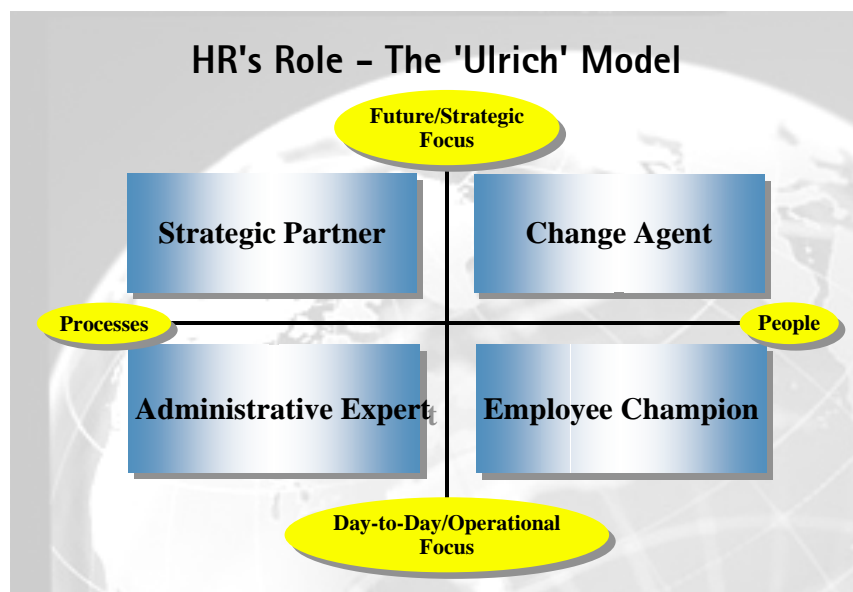 HR's Role – The 'Ulrich' Model
Future/Strategic
Focus
Strategic Partner
Change Agent
Processes
People
Administrative Expert
Employee Champion
Day-to-Day/Operational
Focus